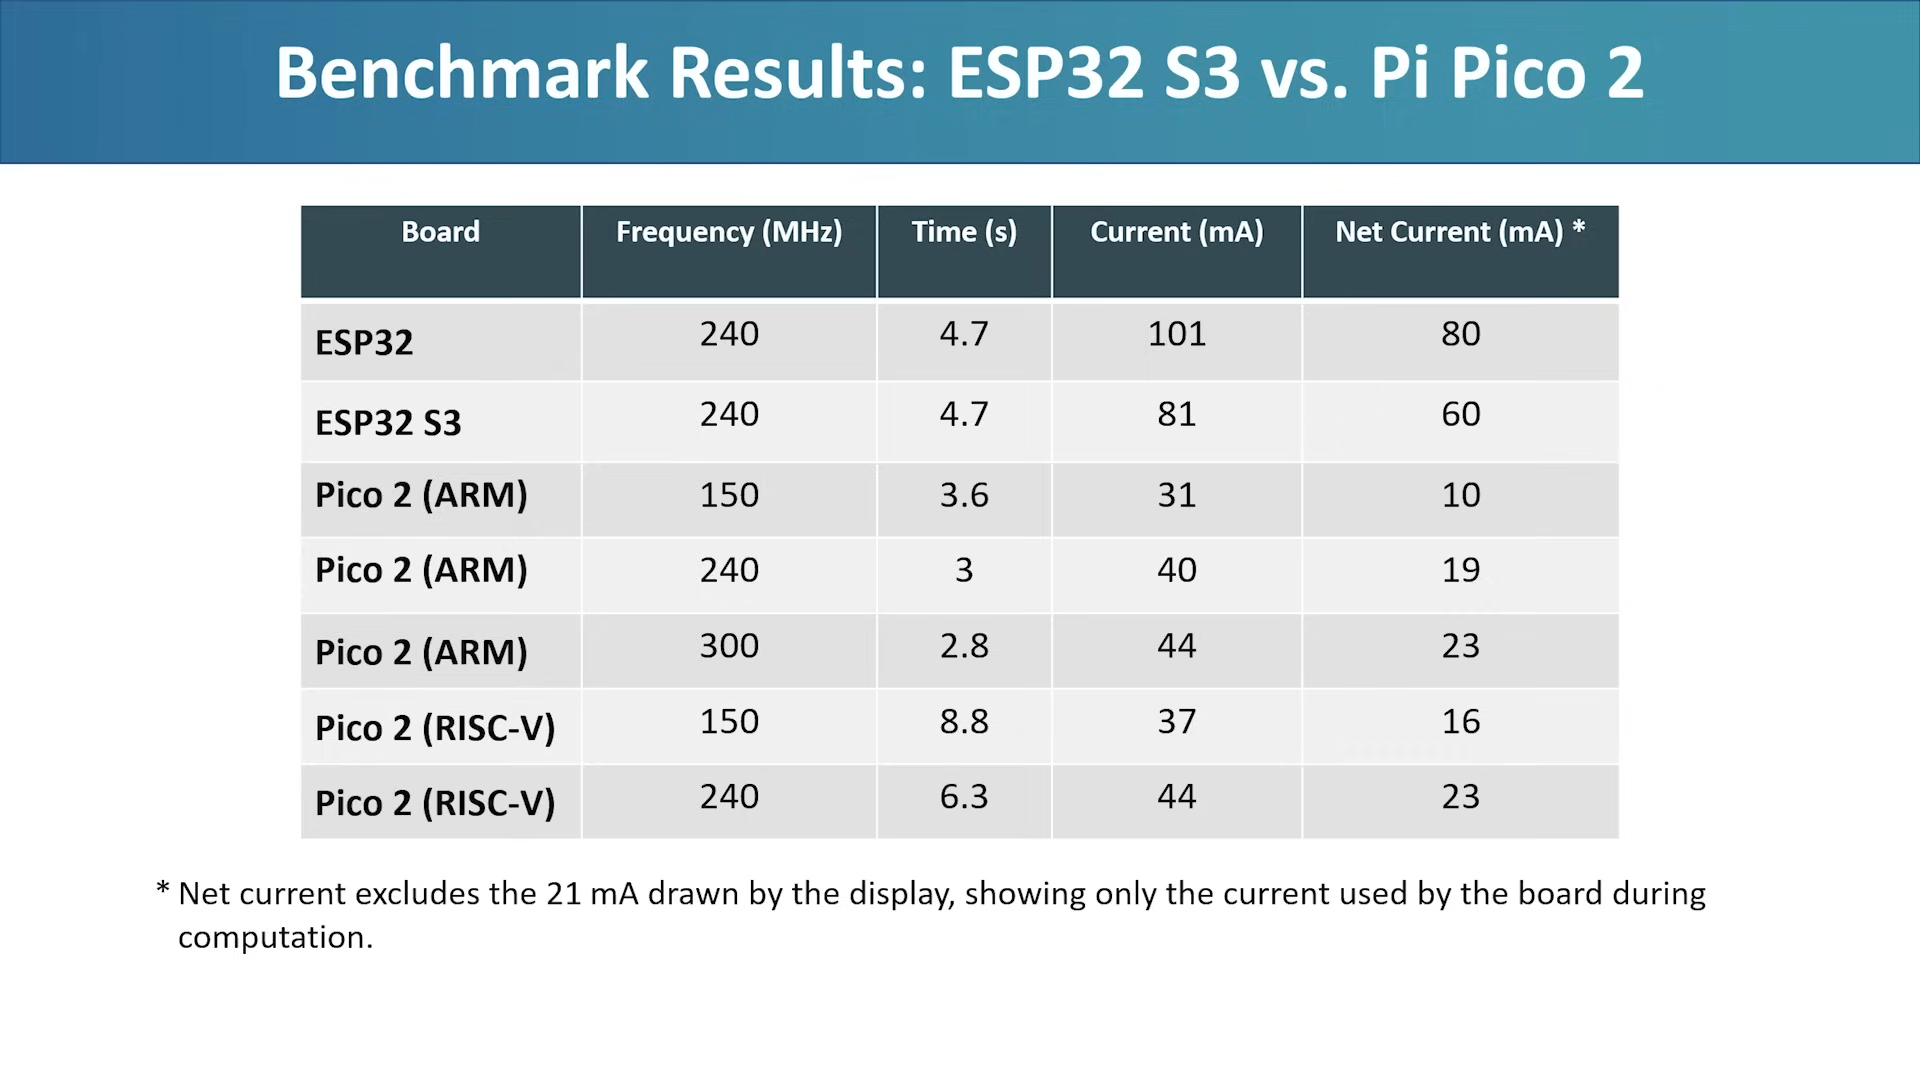 Benchmark Results: ESP32 S3 vs. Pi Pico 2
Board Frequency (MHz) Time (s) Current (mA) Net Current (mA) *
ESP32 240 4.7 101 80
ESP32 S3 240 4.7 81 60
Pico 2 (ARM) 150 3.6 31 10
Pico 2 (ARM) 240 3 40 19
Pico 2 (ARM) 300 2.8 44 23
Pico 2 (RISC-V) 150 8.8 37 16
Pico 2 (RISC-V) 240 6.3 44 23
* Net current excludes the 21 mA drawn by the display, showing only the current used by the board during
computation.